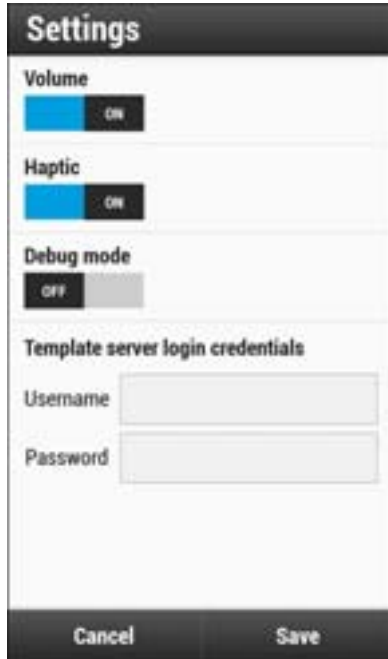 Settings
Volume
ON
Haptic
ON
Debug mode
OFF
Template server login credentials
Username
Password
Cancel Save